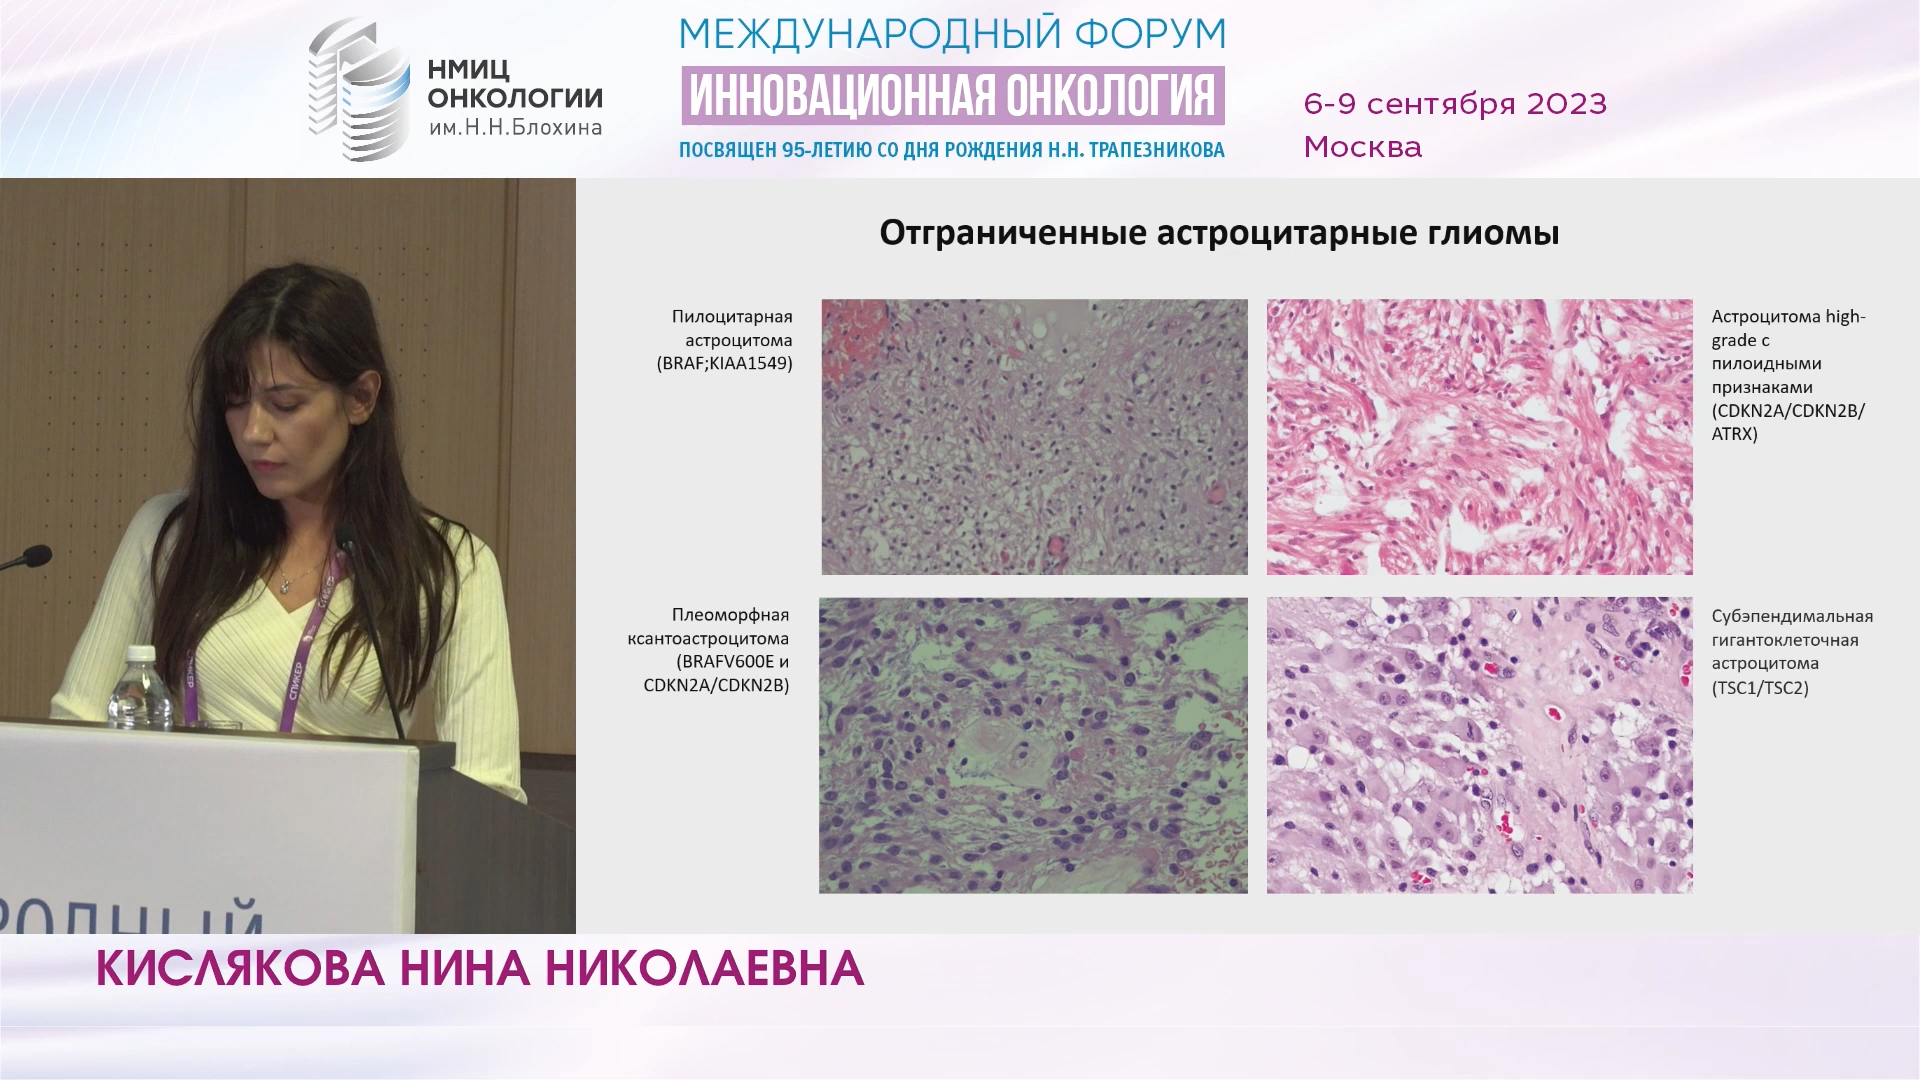 НМИЦ
ОНКОЛОГИИ
им.Н.Н.Блохина
МЕЖДУНАРОДНЫЙ ФОРУМ
ИННОВАЦИОННАЯ ОНКОЛОГИЯ
ПОСВЯЩЕН 95-ЛЕТИЮ СО ДНЯ РОЖДЕНИЯ Н.Н. ТРАПЕЗНИКОВА
6-9 сентября 2023
Москва
Отграниченные астроцитарные глиомы
Пилоцитарная
астроцитома
(BRAF;KIAA1549)
Астроцитома high-
grade с
пилоидными
признаками
(CDKN2A/CDKN2B/
ATRX)
Плеоморфная
ксантоастроцитома
(BRAFV600E и
CDKN2A/CDKN2B)
Субэпендимальная
гигантоклеточная
астроцитома
(TSC1/TSC2)
СПИКЕР
СПИКЕР
РОДНЫЙ
КИСЛЯКОВА НИНА НИКОЛАЕВНА